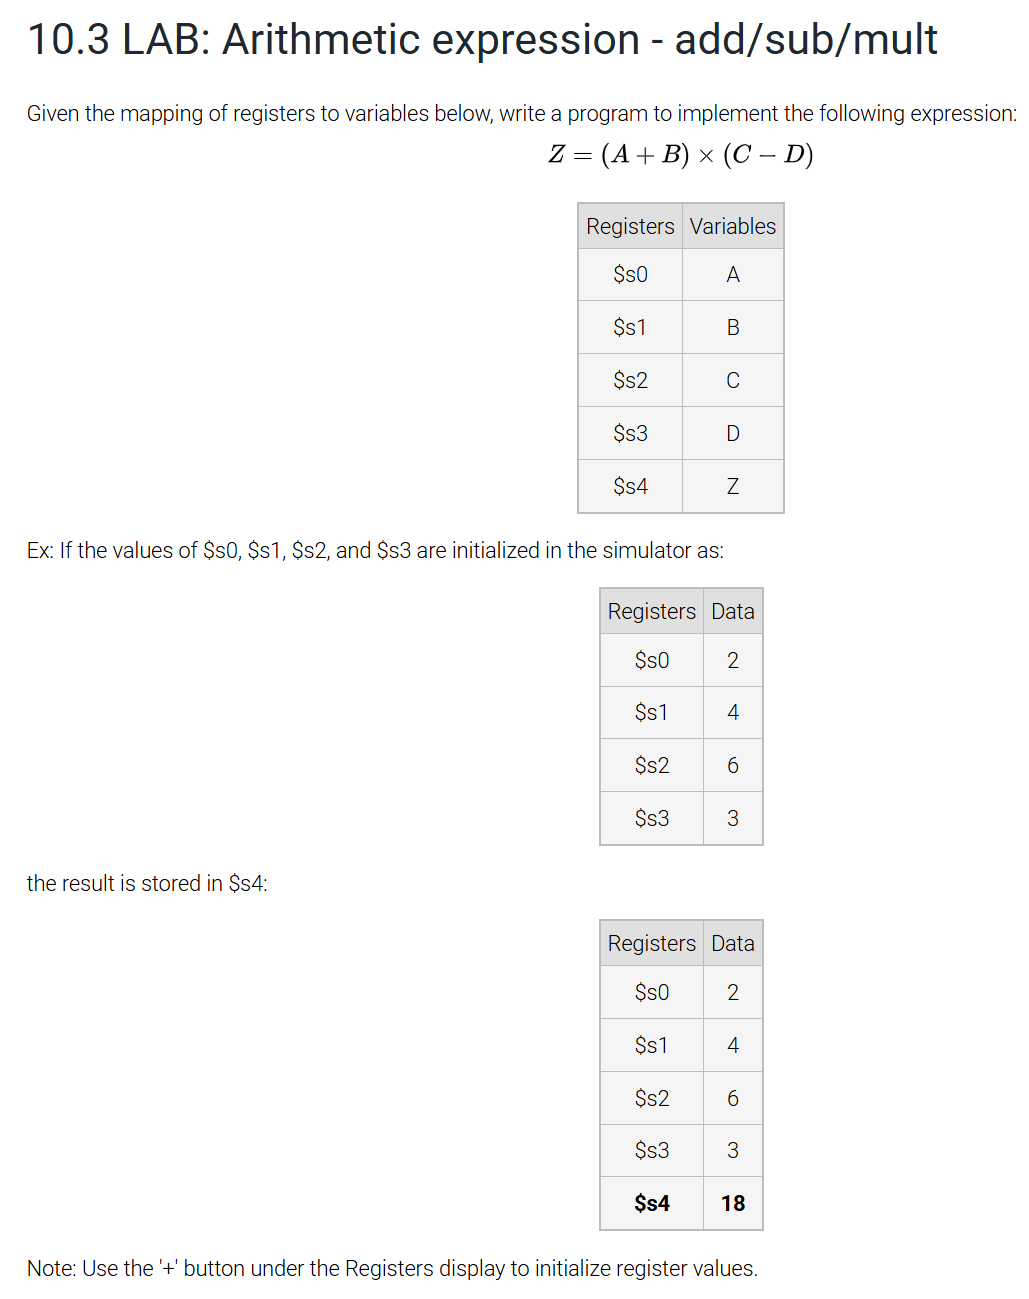 10.3 LAB: Arithmetic expression - add/sub/mult
Given the mapping of registers to variables below, write a program to implement the following expression:
Z = (A + B) × (C − D)
Registers Variables
$s0 A
$s1 B
$s2 C
$s3 D
$s4 Z
Ex: If the values of $s0, $s1, $s2, and $s3 are initialized in the simulator as:
Registers Data
$s0 2
$s1 4
$s2 6
$s3 3
the result is stored in $s4:
Registers Data
$s0 2
$s1 4
$s2 6
$s3 3
$s4 18
Note: Use the '+' button under the Registers display to initialize register values.